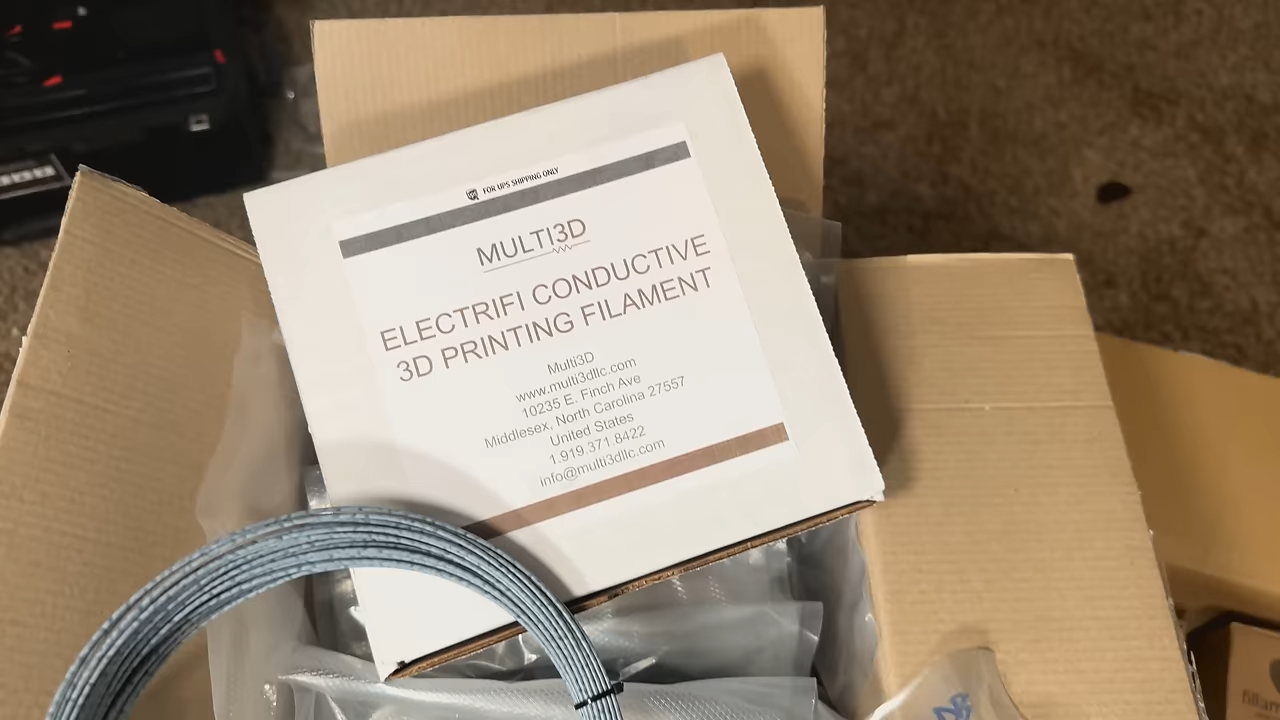 FOR UPS SHIPPING ONLY
MULTI3D
ELECTRIFI CONDUCTIVE
3D PRINTING FILAMENT
Multi3D
www.multi3dllc.com
10235 E. Finch Ave
Middlesex, North Carolina 27557
United States
1.919.371.8422
info@multi3dllc.com